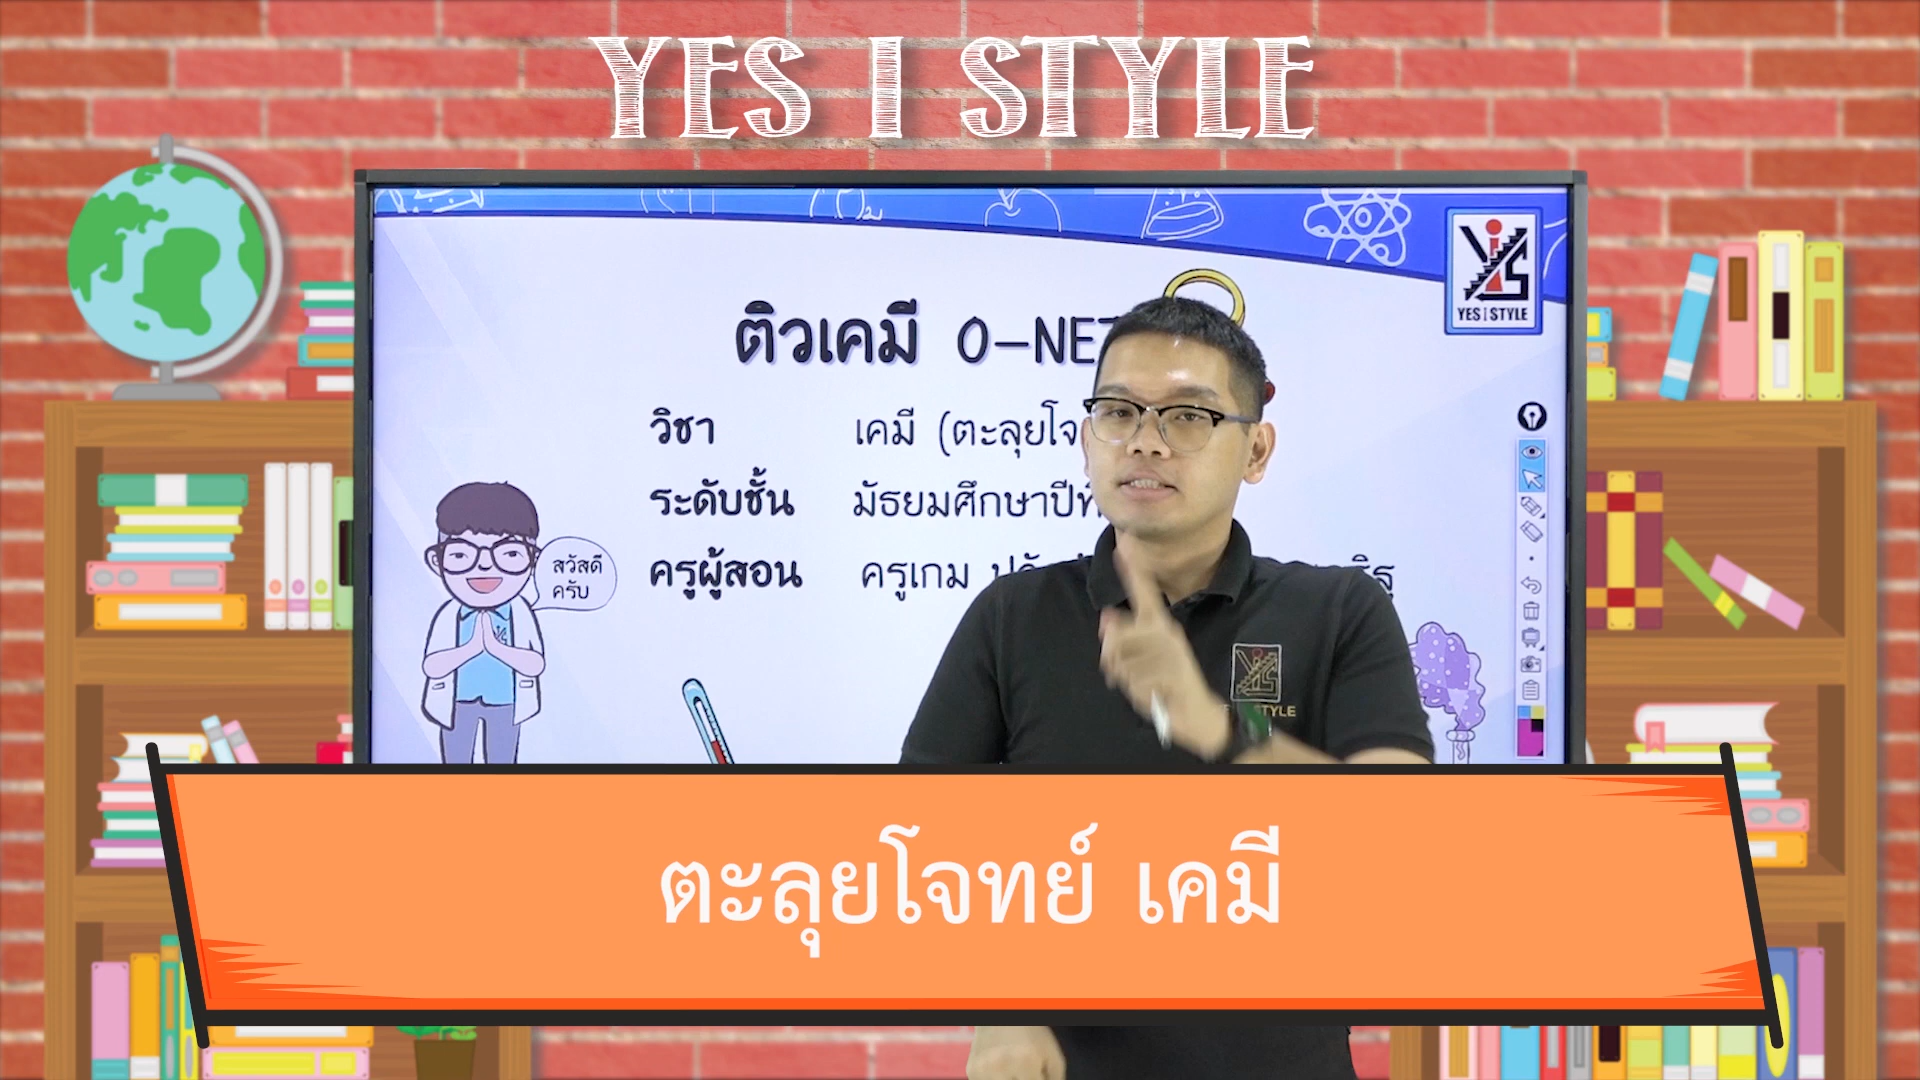 YES I STYLE
ติวเคมี O-NET
YES I STYLE
วิชา เคมี (ตะลุยโจ
ระดับชั้น มัธยมศึกษาปีที่
สวัสดี
ครับ
ครูผู้สอน ครูเกม
STYLE
ตะลุยโจทย์ เคมี